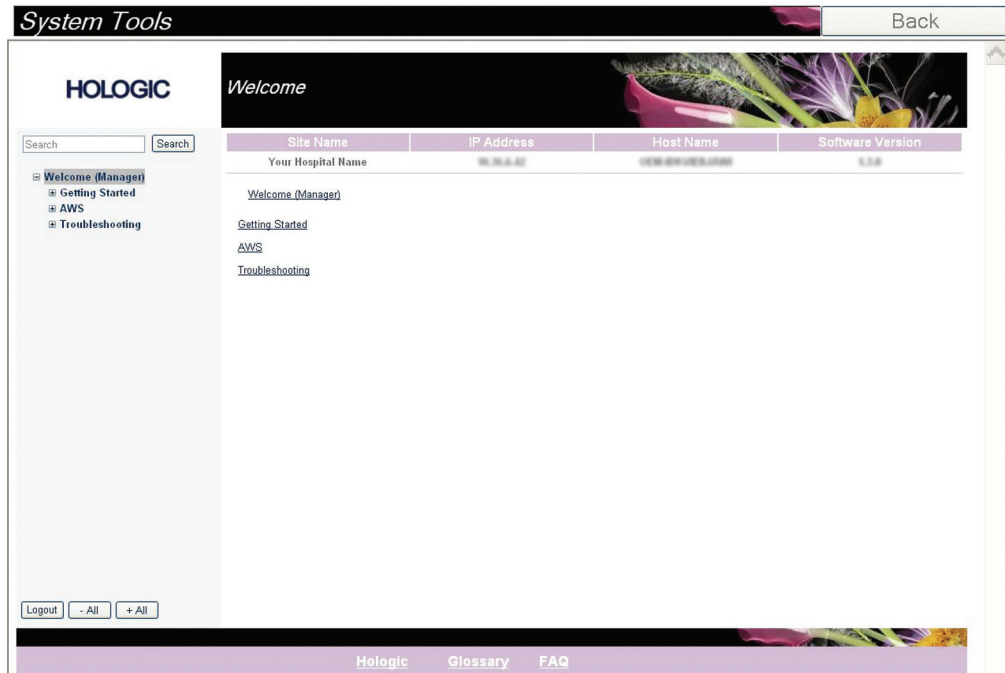 System Tools
Back
HOLOGIC
Welcome
Search
Search
Site Name
IP Address
Host Name
Software Version
Your Hospital Name
Welcome (Manager)
Getting Started
AWS
Troubleshooting
Welcome (Manager)
Getting Started
AWS
Troubleshooting
Logout
- All
+ All
Hologic
Glossary
FAQ